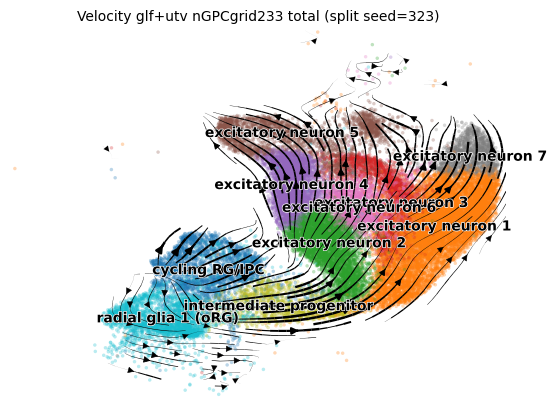 Velocity glf+utv nGPCgrid233 total (split seed=323)
excitatory neuron 5
excitatory neuron 7
excitatory neuron 4
excitatory neuron 3
excitatory neuron 6
excitatory neuron 1
excitatory neuron 2
cycling RG/IPC
intermediate progenitor
radial glia 1 (oRG)